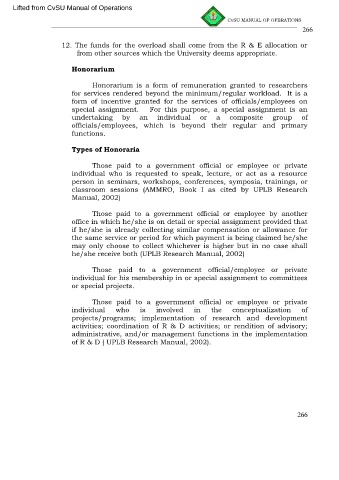 Lifted from CvSU Manual of Operations
CvSU MANUAL OF OPERATIONS
266
12. The funds for the overload shall come from the R & E allocation or
from other sources which the University deems appropriate.
Honorarium
Honorarium is a form of remuneration granted to researchers
for services rendered beyond the minimum/regular workload. It is a
form of incentive granted for the services of officials/employees on
special assignment. For this purpose, a special assignment is an
undertaking by an individual or a composite group of
officials/employees, which is beyond their regular and primary
functions.
Types of Honoraria
Those paid to a government official or employee or private
individual who is requested to speak, lecture, or act as a resource
person in seminars, workshops, conferences, symposia, trainings, or
classroom sessions (AMMRO, Book I as cited by UPLB Research
Manual, 2002)
Those paid to a government official or employee by another
office in which he/she is on detail or special assignment provided that
if he/she is already collecting similar compensation or allowance for
the same service or period for which payment is being claimed he/she
may only choose to collect whichever is higher but in no case shall
he/she receive both (UPLB Research Manual, 2002)
Those paid to a government official/employee or private
individual for his membership in or special assignment to committees
or special projects.
Those paid to a government official or employee or private
individual who is involved in the conceptualization of
projects/programs; implementation of research and development
activities; coordination of R & D activities; or rendition of advisory;
administrative, and/or management functions in the implementation
of R & D ( UPLB Research Manual, 2002).
266